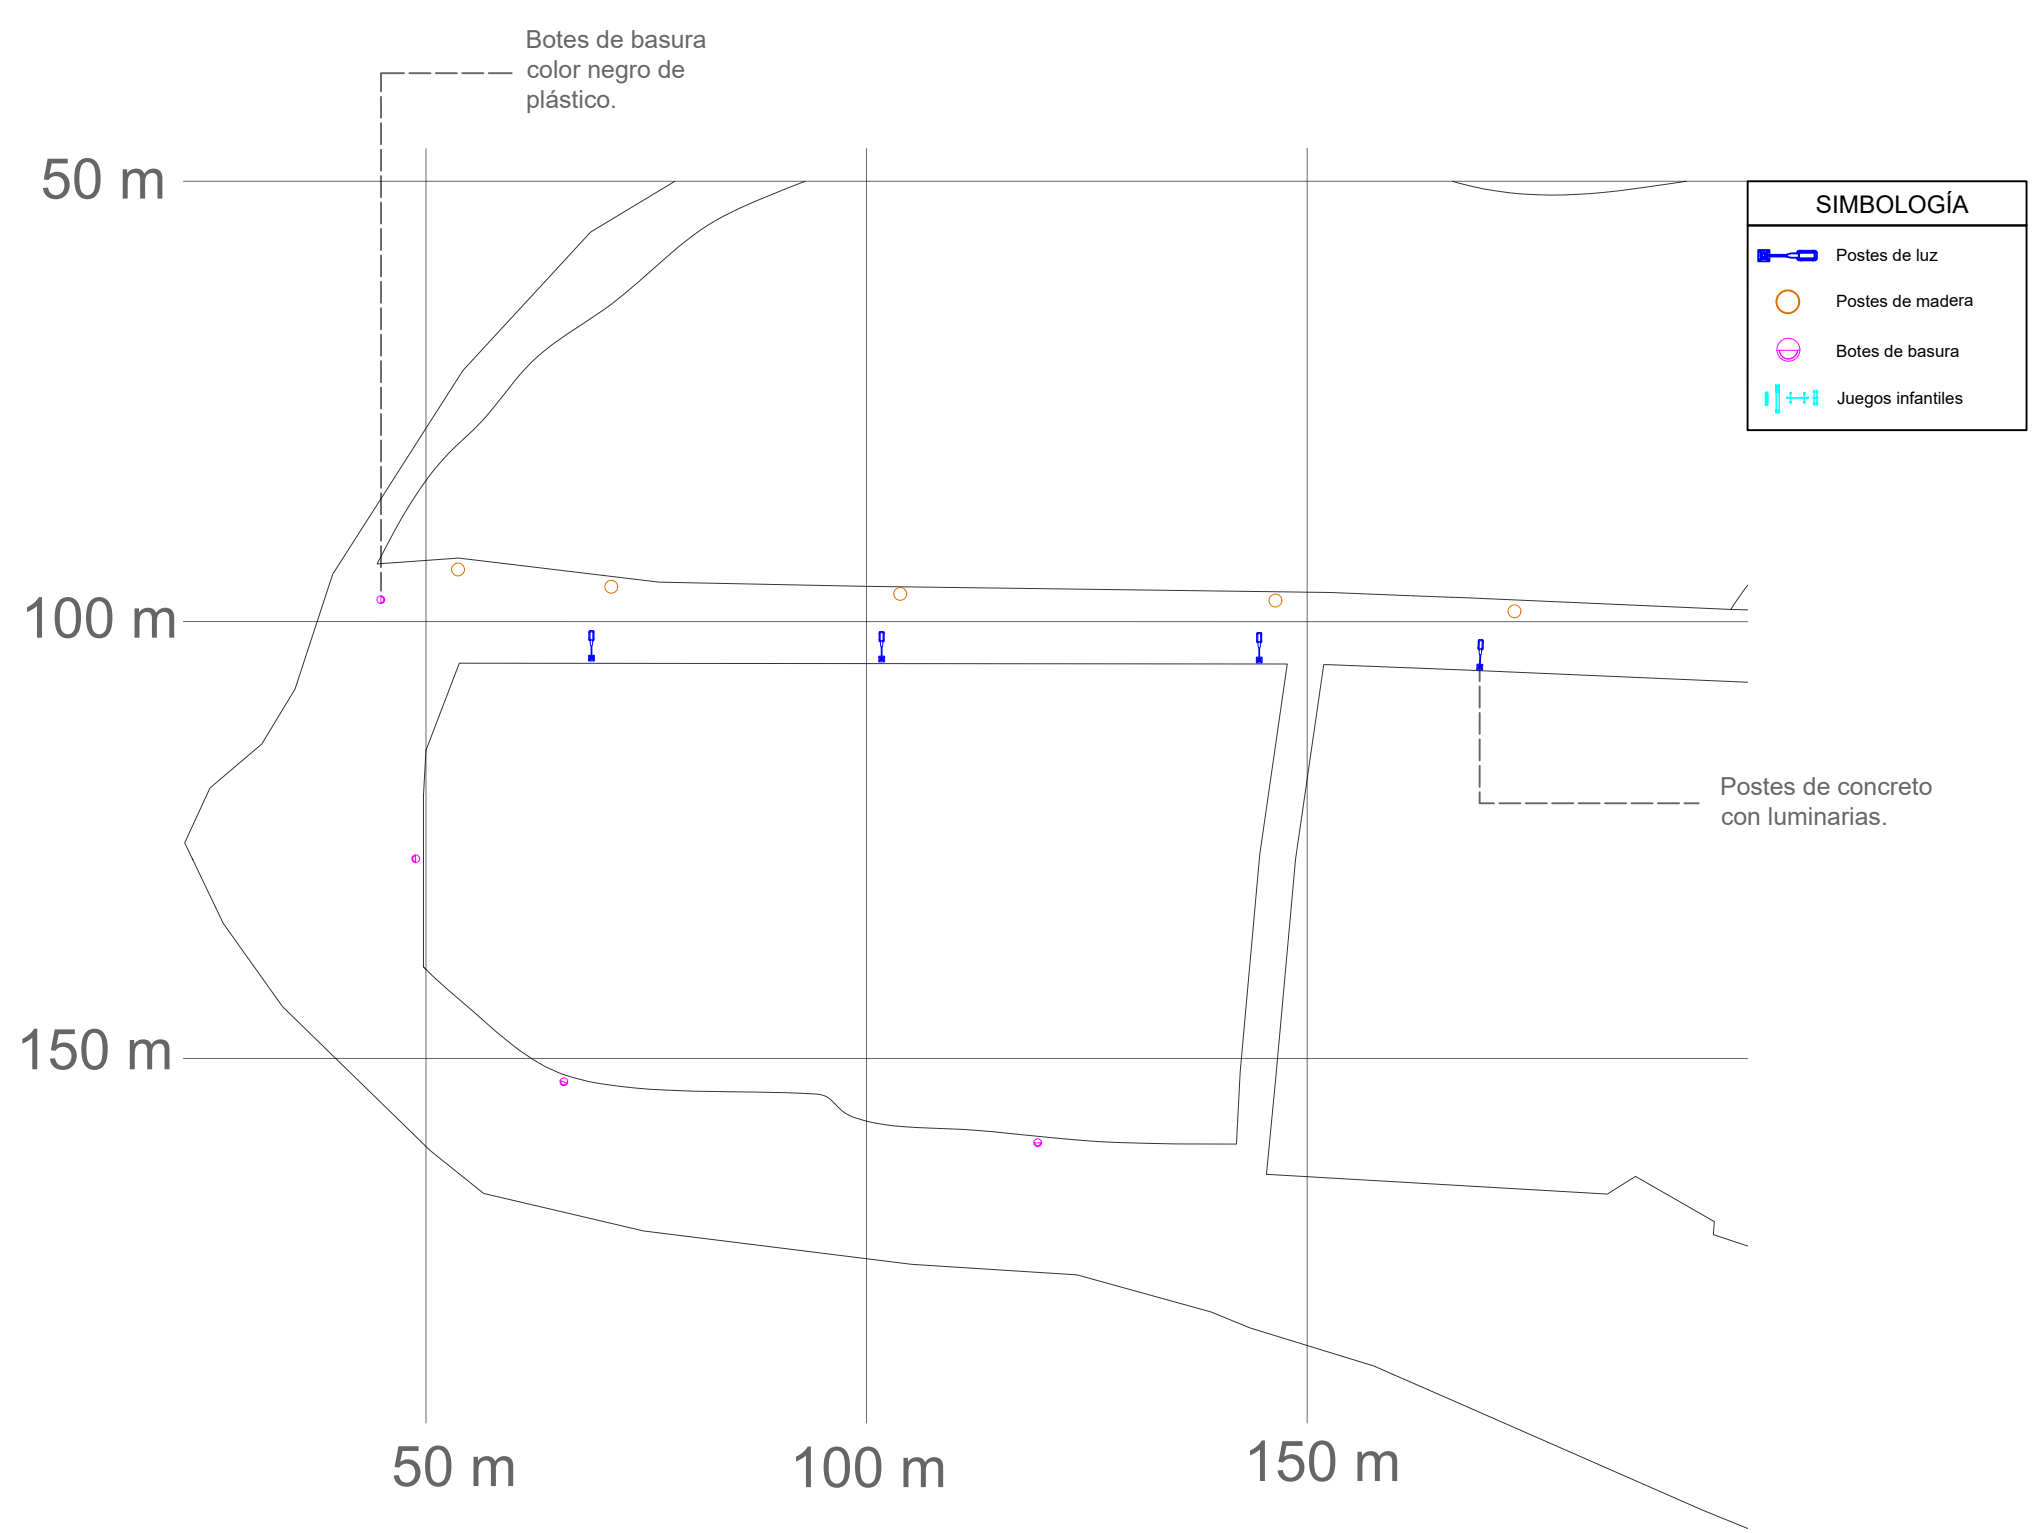 Botes de basura
color negro de
plástico.
50 m
SIMBOLOGÍA
Postes de luz
Postes de madera
Botes de basura
Juegos infantiles
100 m
Postes de concreto
con luminarias.
150 m
50 m
100 m
150 m